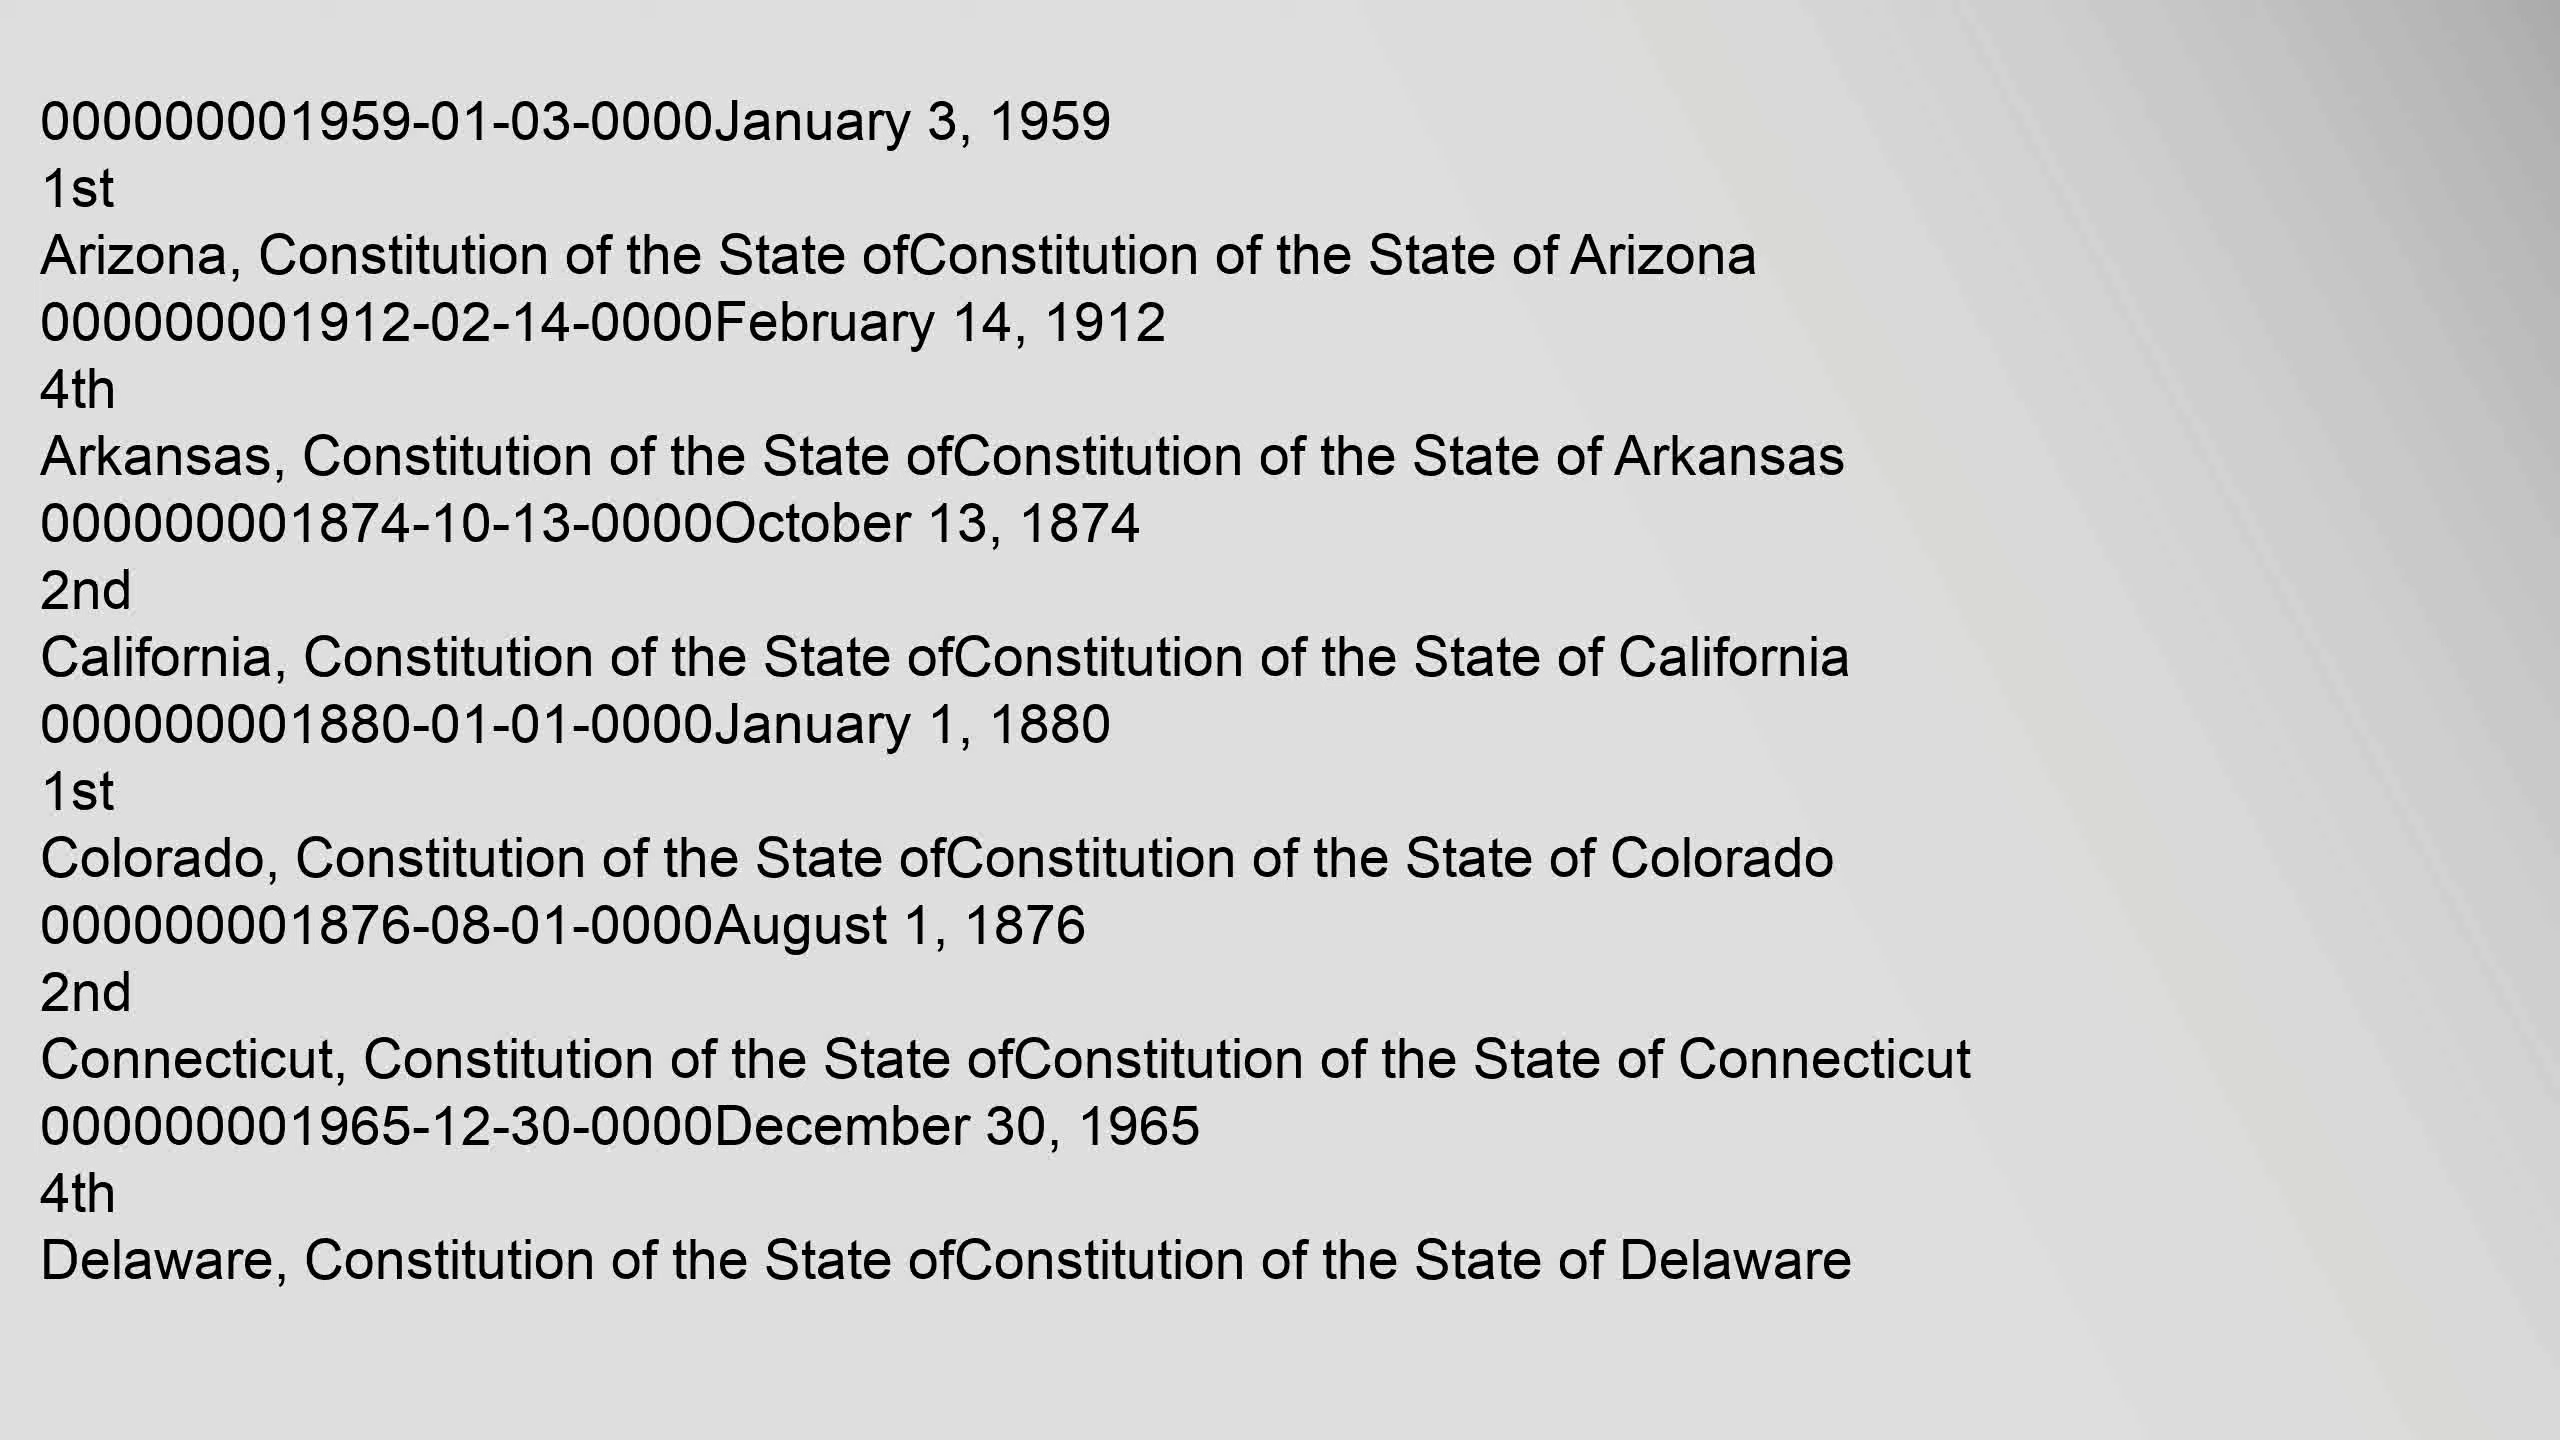 000000001959-01-03-0000January 3, 1959
1st
Arizona, Constitution of the State ofConstitution of the State of Arizona
000000001912-02-14-0000February 14, 1912
4th
Arkansas, Constitution of the State ofConstitution of the State of Arkansas
000000001874-10-13-0000October 13, 1874
2nd
California, Constitution of the State ofConstitution of the State of California
000000001880-01-01-0000January 1, 1880
1st
Colorado, Constitution of the State ofConstitution of the State of Colorado
000000001876-08-01-0000August 1, 1876
2nd
Connecticut, Constitution of the State ofConstitution of the State of Connecticut
000000001965-12-30-0000December 30, 1965
4th
Delaware, Constitution of the State ofConstitution of the State of Delaware